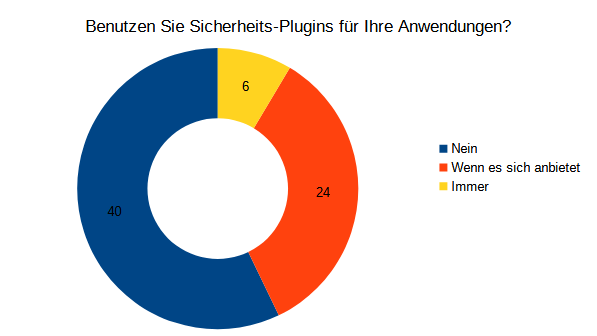 Benutzen Sie Sicherheits-Plugins für Ihre Anwendungen?
6
24
40
Nein
Wenn es sich anbietet
Immer